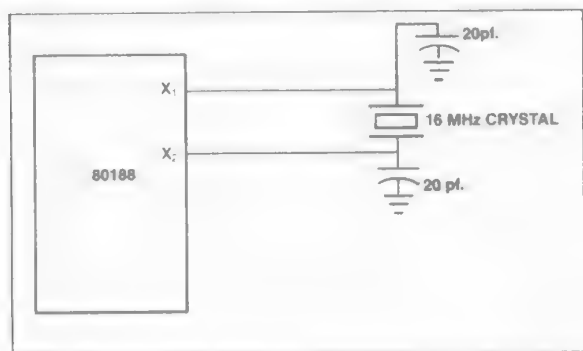 20pf.
X₁
16 MHz CRYSTAL
X₂
80188
20 pf.